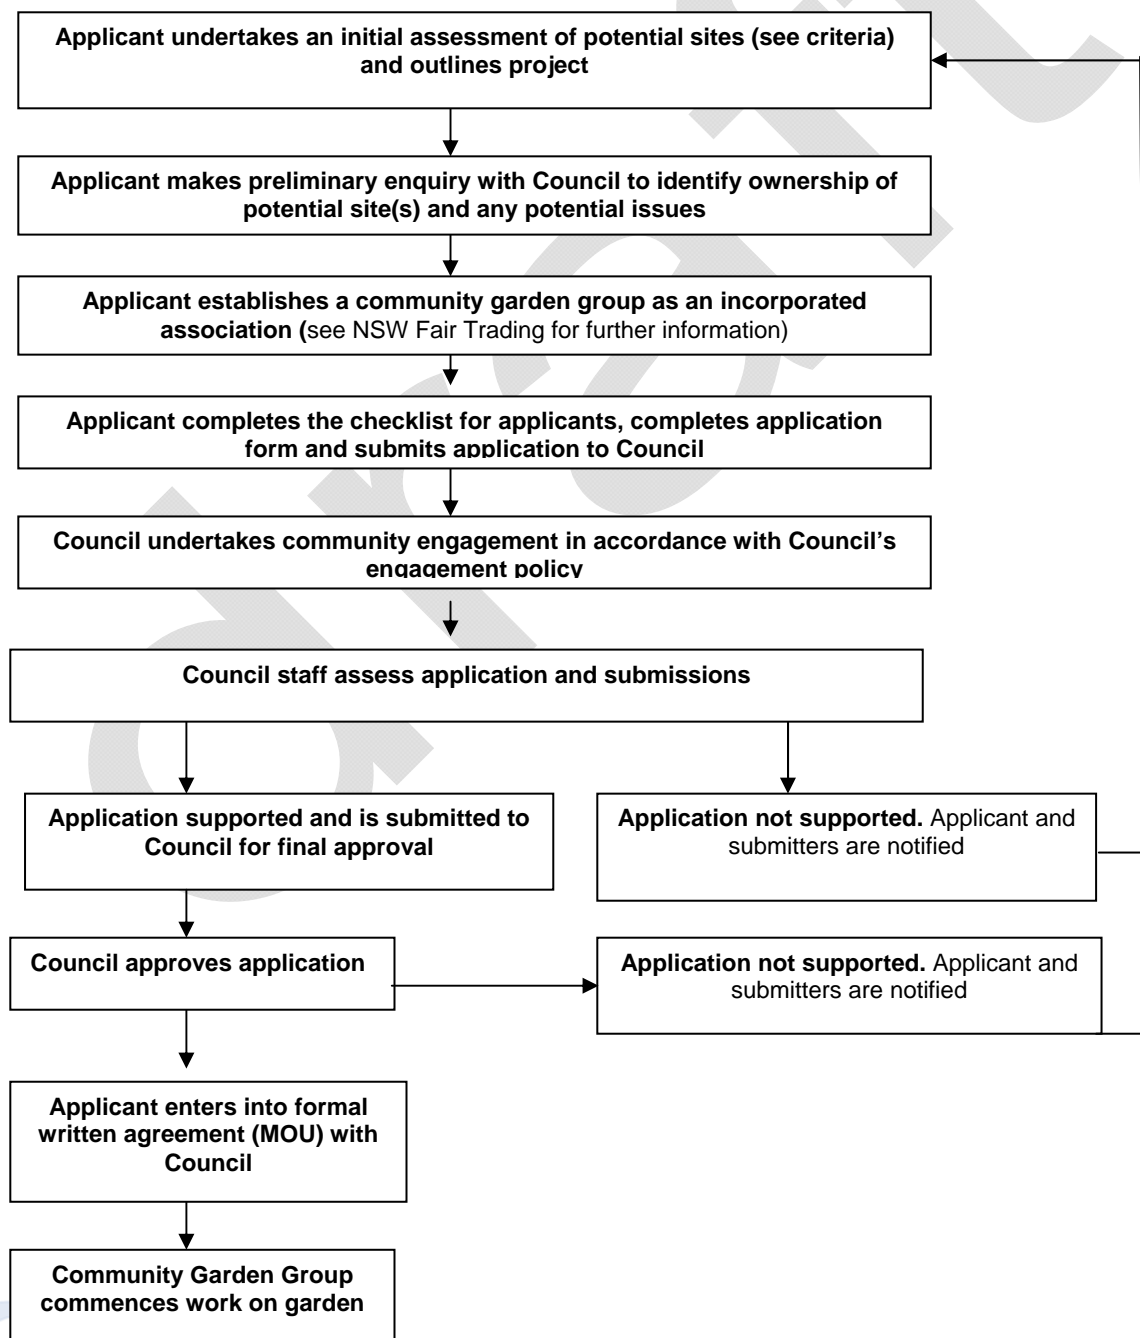 Applicant undertakes an initial assessment of potential sites (see criteria)
and outlines project
Applicant makes preliminary enquiry with Council to identify ownership of
potential site(s) and any potential issues
Applicant establishes a community garden group as an incorporated
association (see NSW Fair Trading for further information)
Applicant completes the checklist for applicants, completes application
form and submits application to Council
Council undertakes community engagement in accordance with Council's
engagement policy
Council staff assess application and submissions
Application supported and is submitted to
Council for final approval
Application not supported. Applicant and
submitters are notified
Council approves application
Application not supported. Applicant and
submitters are notified
Applicant enters into formal
written agreement (MOU) with
Council
Community Garden Group
commences work on garden
draft